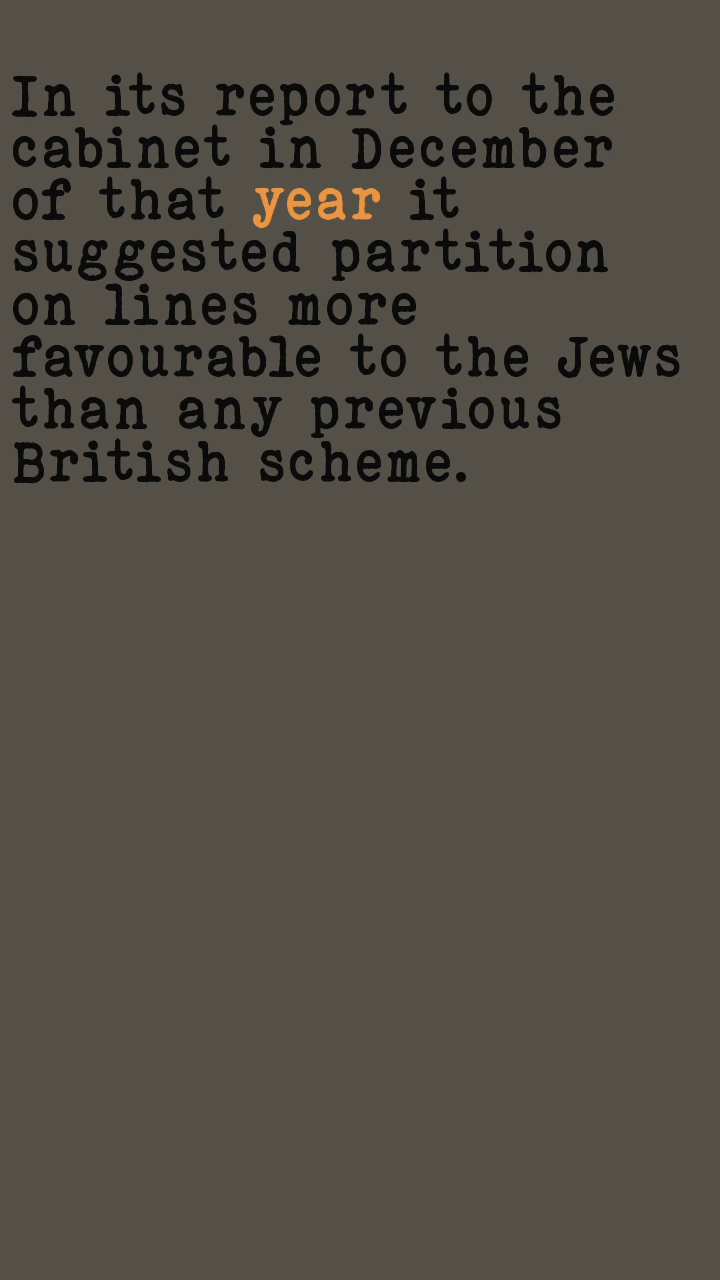 In its report to the
cabinet in December
of that year it
suggested partition
on lines more
favourable to the Jews
than any previous
British scheme.